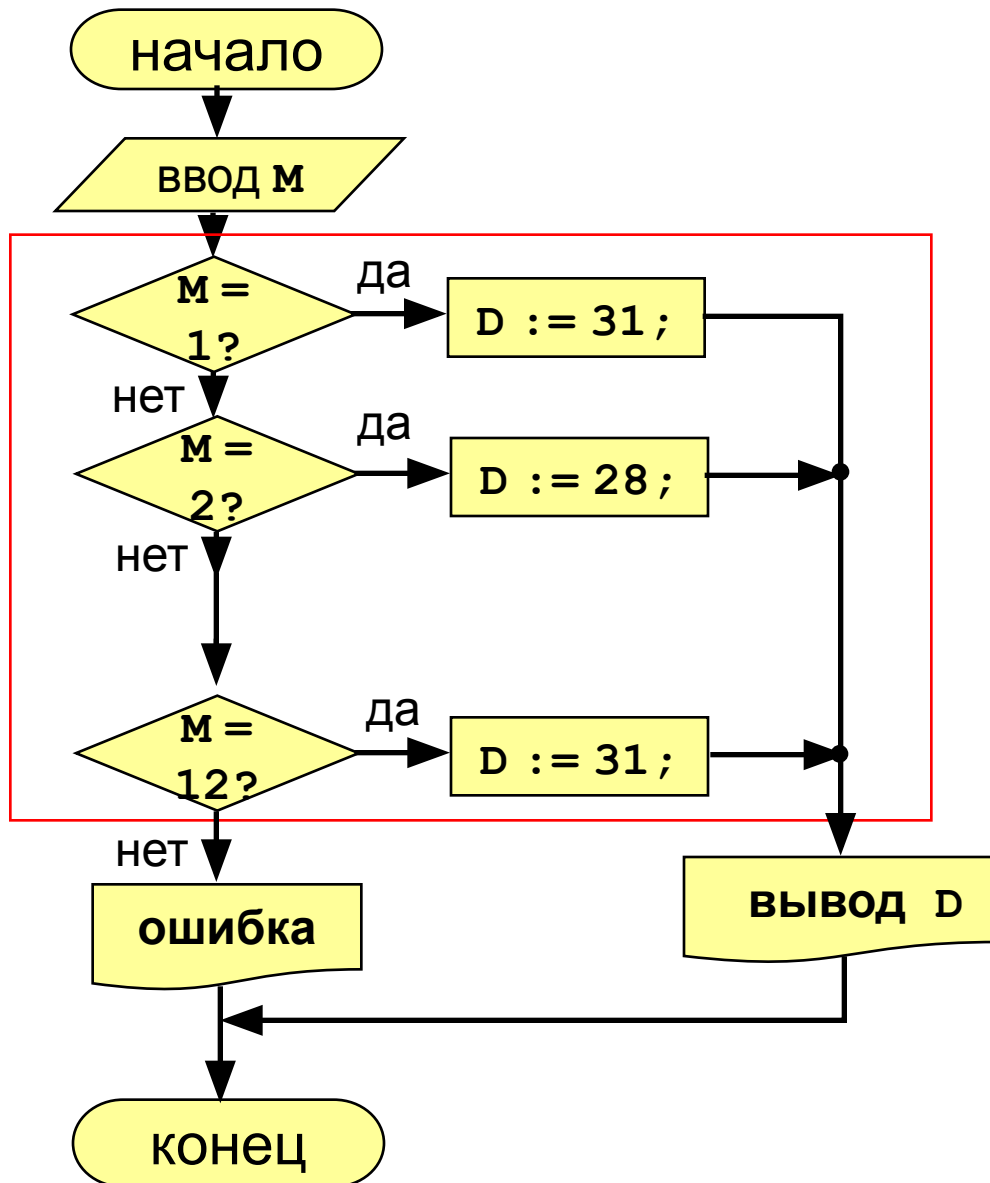 начало
ввод M
да
M =
1?
D := 31;
нет
да
M =
2?
D := 28;
нет
да
M =
12?
D := 31;
нет
ошибка
вывод D
конец